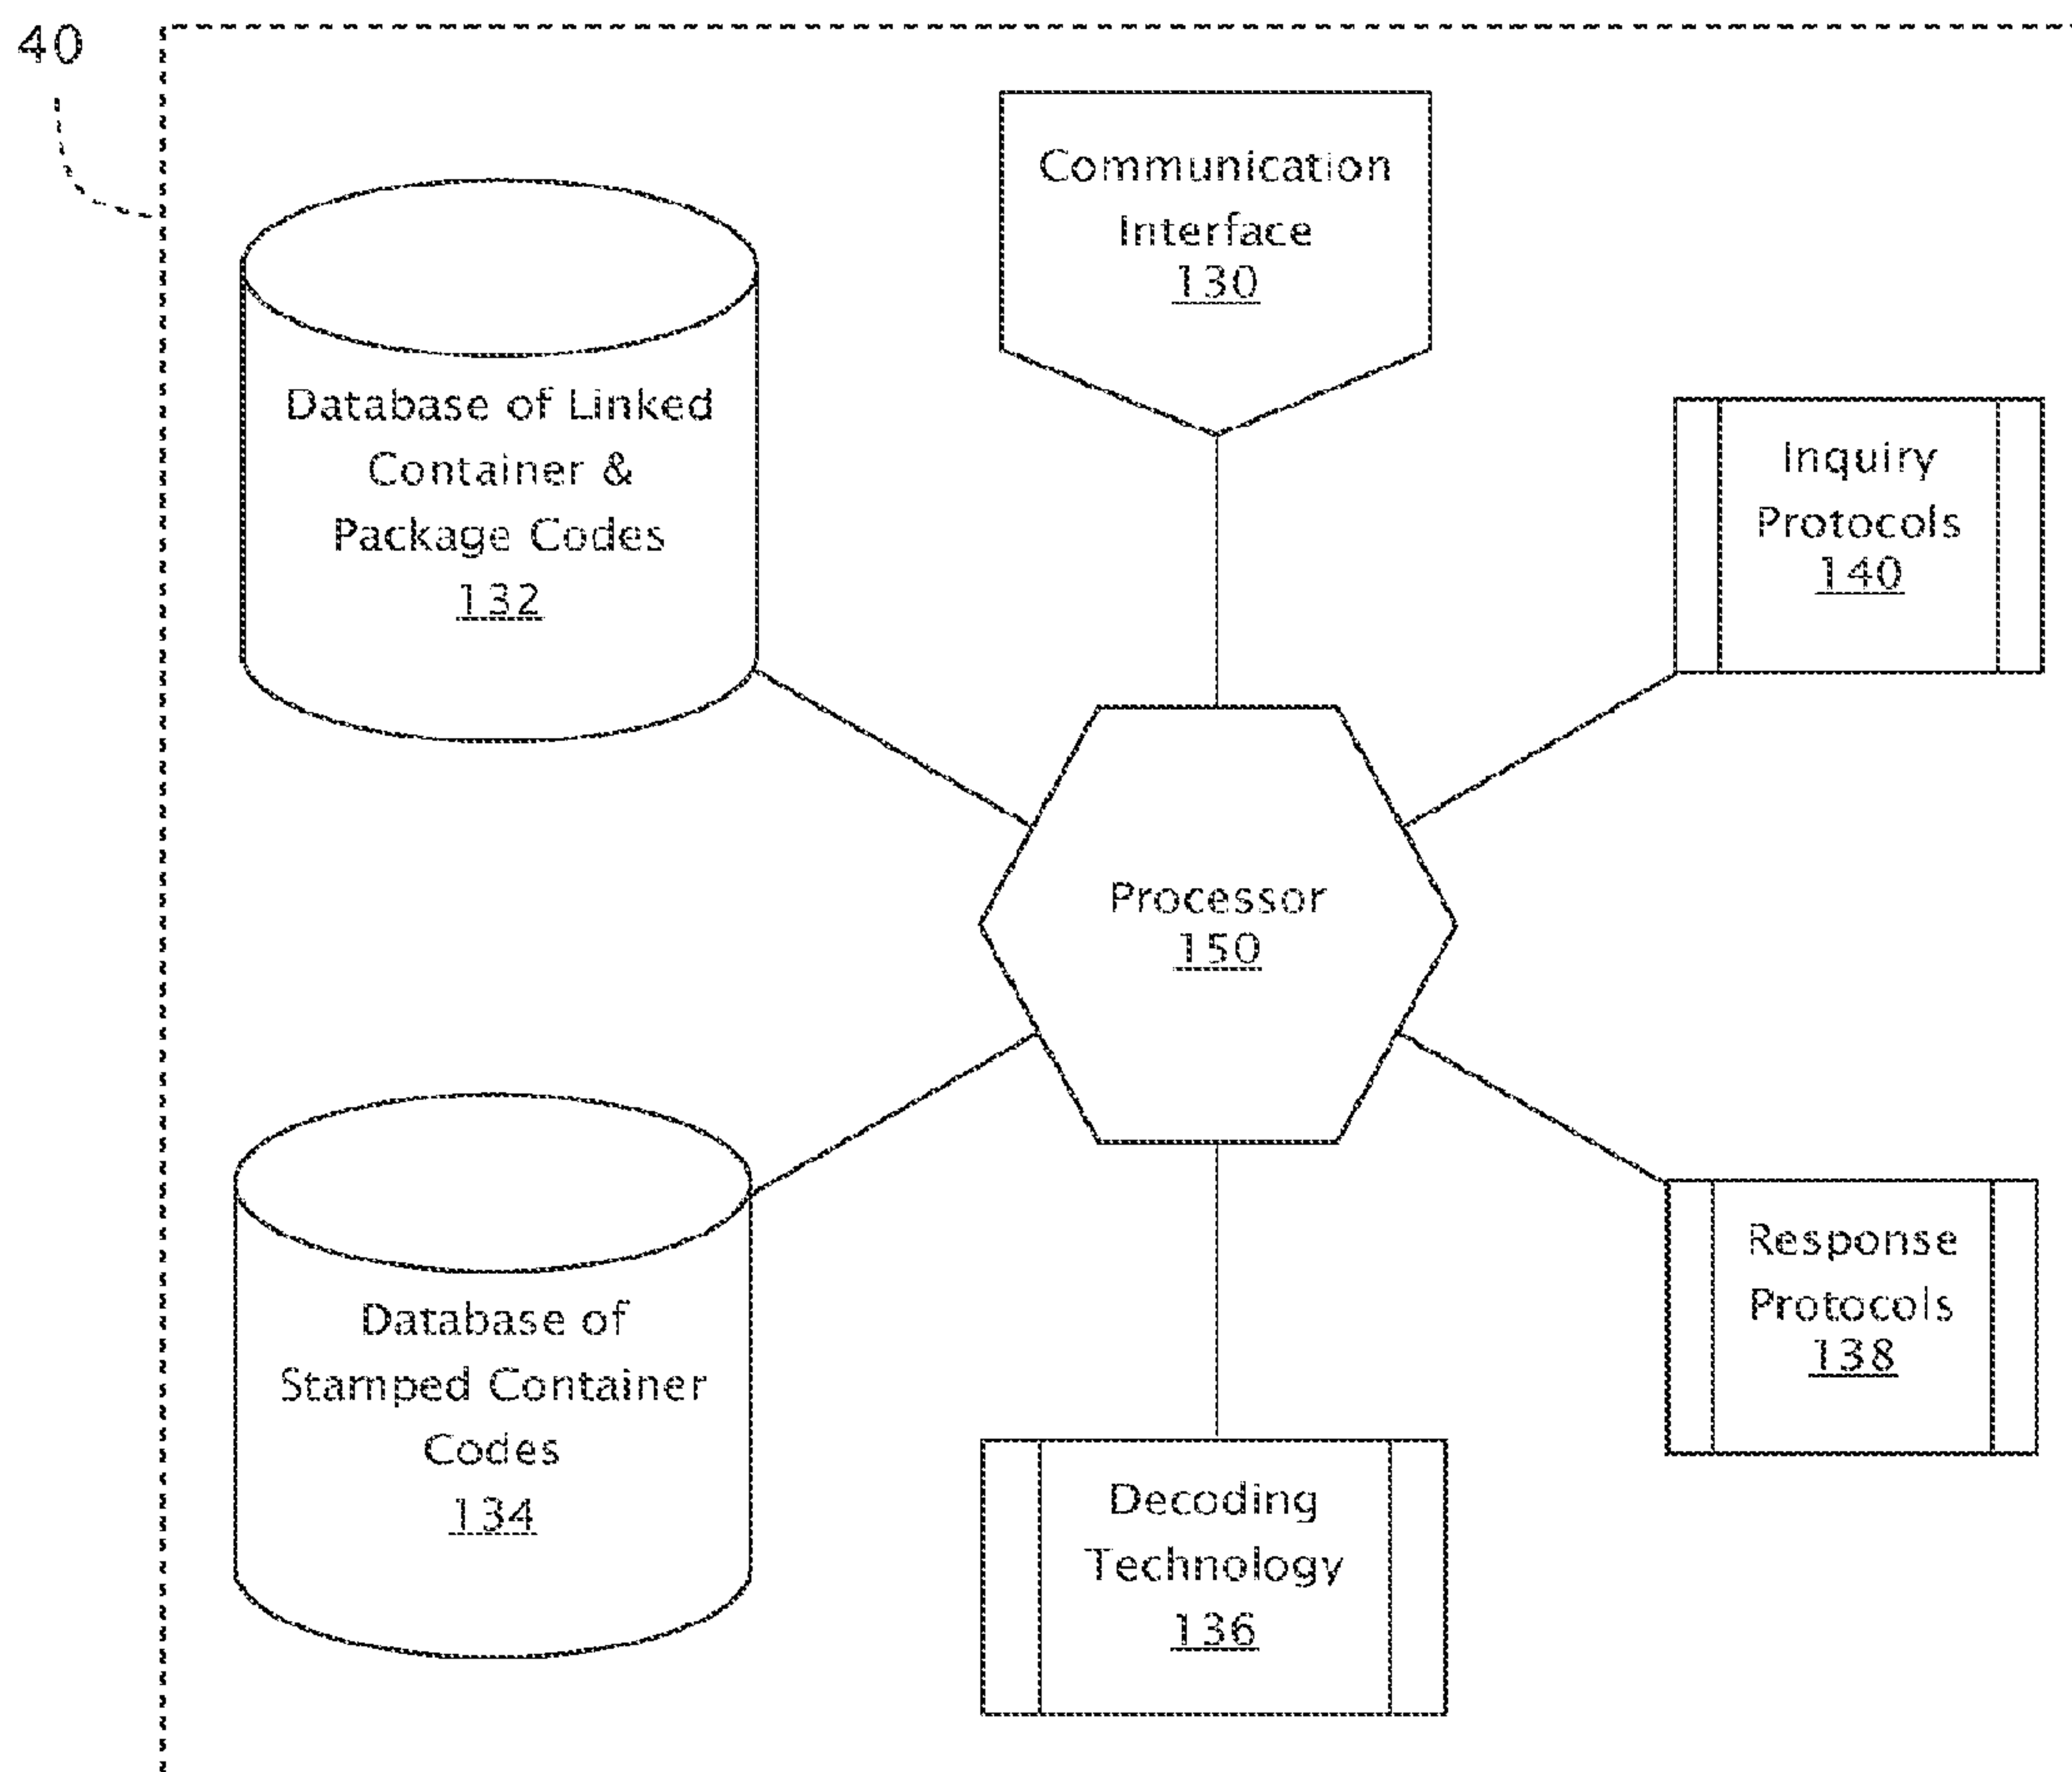 40
Communication
Interface
130
Database of Linked
Container &
Package Codes
132
Inquiry
Protocols
140
Processor
150
Database of
Stamped Container
Codes
134
Response
Protocols
138
Decoding
Technology
136